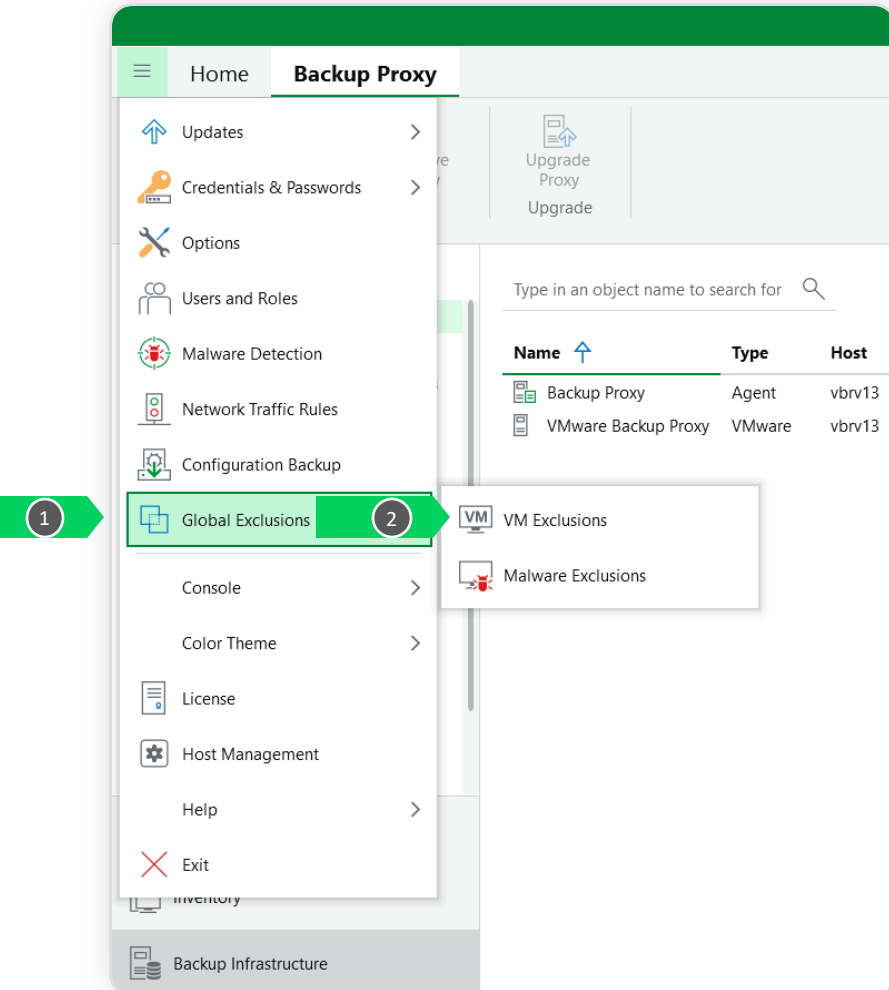 Home
Backup Proxy
Updates
Credentials & Passwords
Options
Users and Roles
Malware Detection
Network Traffic Rules
Configuration Backup
1
Global Exclusions
2
Console
Color Theme
License
Host Management
Help
Exit
VM
VM Exclusions
Malware Exclusions
Upgrade
Proxy
Upgrade
Type in an object name to search for
Name Type Host
Backup Proxy Agent vbrv13
VMware Backup Proxy VMware vbrv13
Inventory
Backup Infrastructure